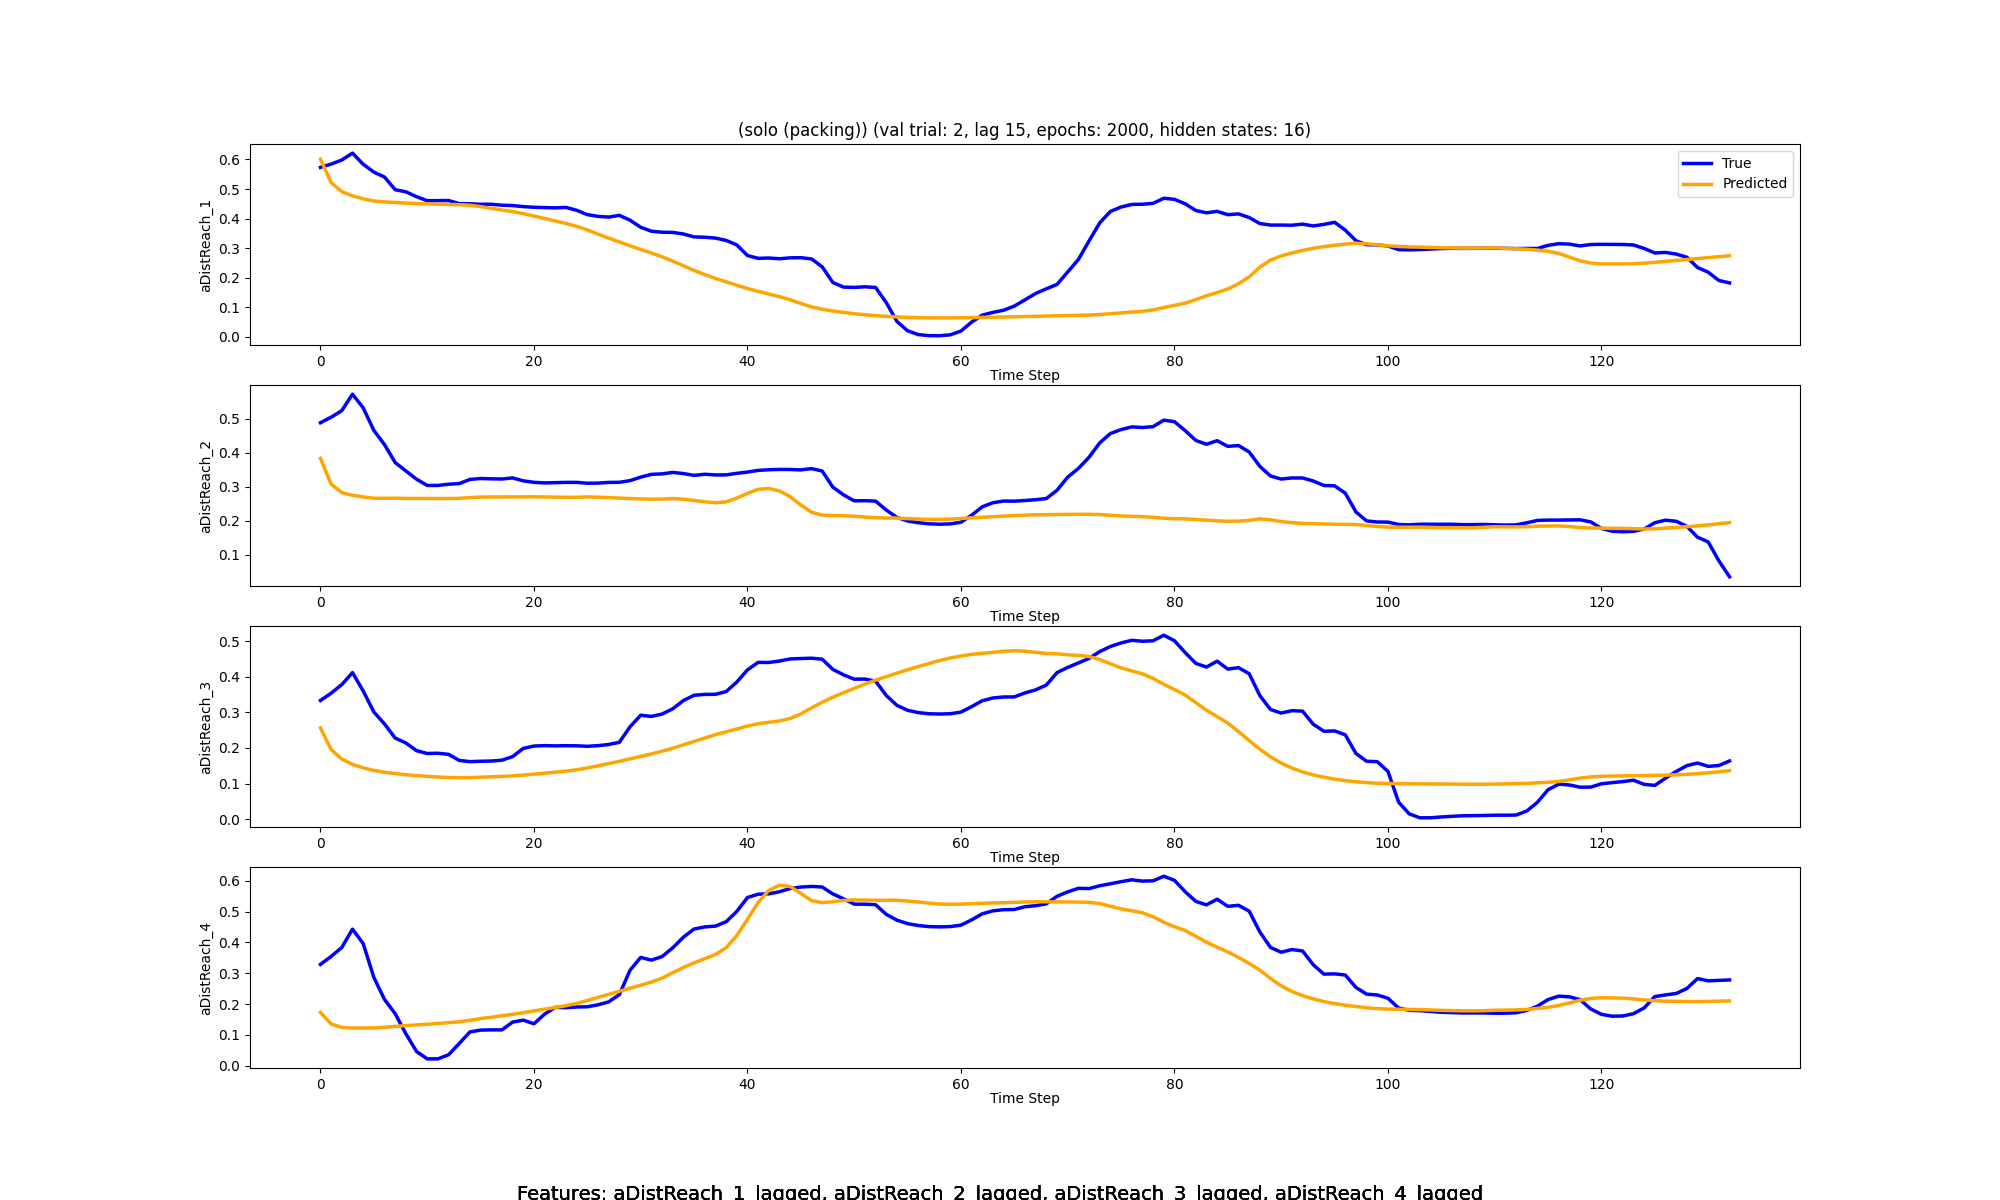 (solo (packing)) (val trial: 2, lag 15, epochs: 2000, hidden states: 16)
True
Predicted
aDistReach_1
0.6
0.5
0.4
0.3
0.2
0.1
0.0
0 20 40 60 80 100 120
Time Step
aDistReach_2
0.5
0.4
0.3
0.2
0.1
0 20 40 60 80 100 120
Time Step
aDistReach_3
0.5
0.4
0.3
0.2
0.1
0.0
0 20 40 60 80 100 120
Time Step
aDistReach_4
0.6
0.5
0.4
0.3
0.2
0.1
0.0
0 20 40 60 80 100 120
Time Step
Features: aDistReach_1_lagged, aDistReach_2_lagged, aDistReach_3_lagged, aDistReach_4_lagged